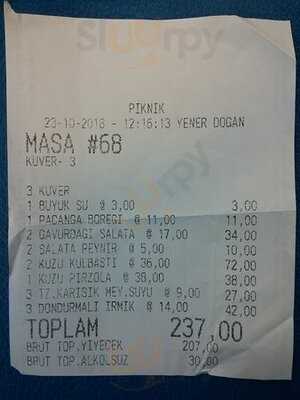 Slurpy
PIKNIK
23-10-2018 - 12:16:13 YENER DOGAN
MASA #68
KUVER- 3
3 KUVER
1 BUYUK SU @ 3,00 3,00
1 PACANGA BOREGI @ 11,00 11,00
2 GAVURDAGI SALATA @ 17,00 34,00
2 SALATA PEYNIR @ 5,00 10,00
2 KUZU KULBASTI @ 36,00 72,00
1 KUZU PIRZOLA @ 38,00 38,00
3 TZ.KARISIK MEY.SUYU @ 9,00 27,00
3 DONDURMALI IRMIK @ 14,00 42,00
TOPLAM 237,00
BRUT TOP.YIYECEK 207,00
BRUT TOP.ALKOLSUZ 30,00